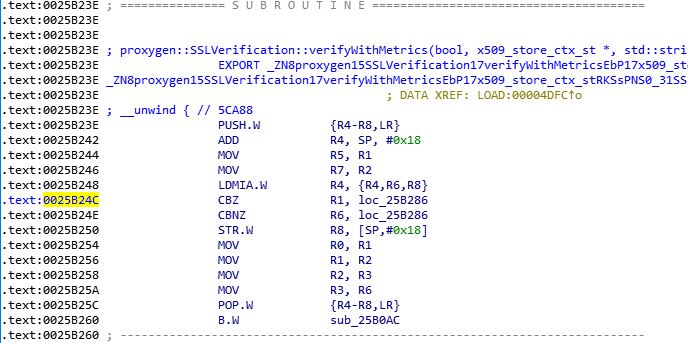 .text:0025B23E ; =============== S U B R O U T I N E =======================================
.text:0025B23E
.text:0025B23E
.text:0025B23E ; proxygen::SSLVerification::verifyWithMetrics(bool, x509_store_ctx_st *, std::stri
.text:0025B23E EXPORT _ZN8proxygen15SSLVerification17verifyWithMetricsEbP17x509_st
.text:0025B23E _ZN8proxygen15SSLVerification17verifyWithMetricsEbP17x509_store_ctx_stRKSsPNS0_31SS
.text:0025B23E ; DATA XREF: LOAD:00004DFC↑o
.text:0025B23E ; __unwind { // 5CA88
.text:0025B23E PUSH.W {R4-R8,LR}
.text:0025B242 ADD R4, SP, #0x18
.text:0025B244 MOV R5, R1
.text:0025B246 MOV R7, R2
.text:0025B248 LDMIA.W R4, {R4,R6,R8}
.text:0025B24C CBZ R1, loc_25B286
.text:0025B24E CBNZ R6, loc_25B286
.text:0025B250 STR.W R8, [SP,#0x18]
.text:0025B254 MOV R0, R1
.text:0025B256 MOV R1, R2
.text:0025B258 MOV R2, R3
.text:0025B25A MOV R3, R6
.text:0025B25C POP.W {R4-R8,LR}
.text:0025B260 B.W sub_25B0AC
.text:0025B260 ; ---------------------------------------------------------------------------